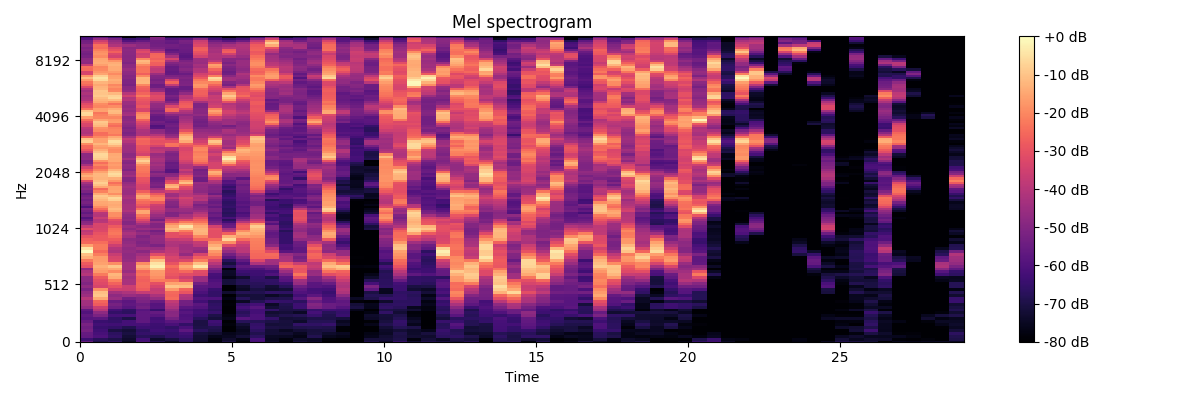 Mel spectrogram
8192
4096
2048
1024
512
0
Hz
0 5 10 15 20 25
Time
+0 dB
-10 dB
-20 dB
-30 dB
-40 dB
-50 dB
-60 dB
-70 dB
-80 dB